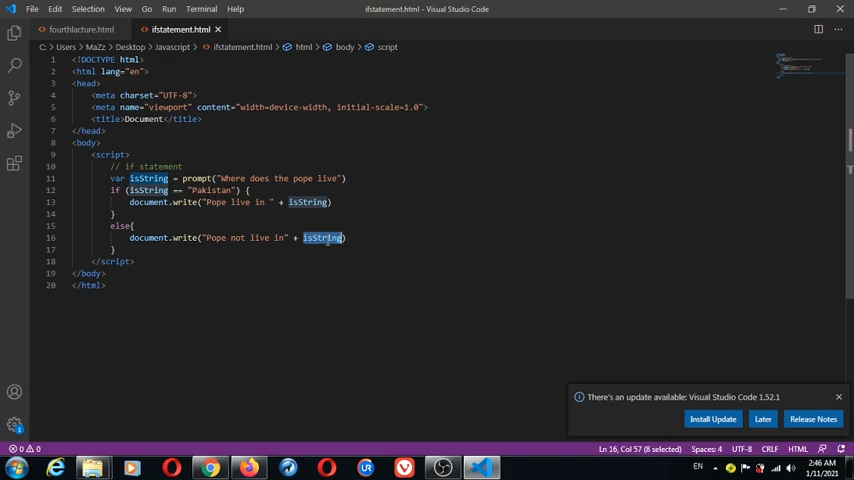 File Edit Selection View Go Run Terminal Help
ifstatement.html - Visual Studio Code
fourthlacture.html
ifstatement.html
C: > Users > MaZz > Desktop > Javascript > ifstatement.html > html > body > script
1 <!DOCTYPE html>
2 <html lang="en">
3 <head>
4 <meta charset="UTF-8">
5 <meta name="viewport" content="width=device-width, initial-scale=1.0">
6 <title>Document</title>
7 </head>
8 <body>
9 <script>
10 // if statement
11 var isString = prompt("Where does the pope live")
12 if (isString == "Pakistan") {
13 document.write("Pope live in " + isString)
14 }
15 else{
16 document.write("Pope not live in" + isString)
17 }
18 </script>
19 </body>
20 </html>
There's an update available: Visual Studio Code 1.52.1
Install Update Later Release Notes
0 0 Ln 16, Col 57 (8 selected) Spaces: 4 UTF-8 CRLF HTML
EN 2:46 AM
1/11/2021